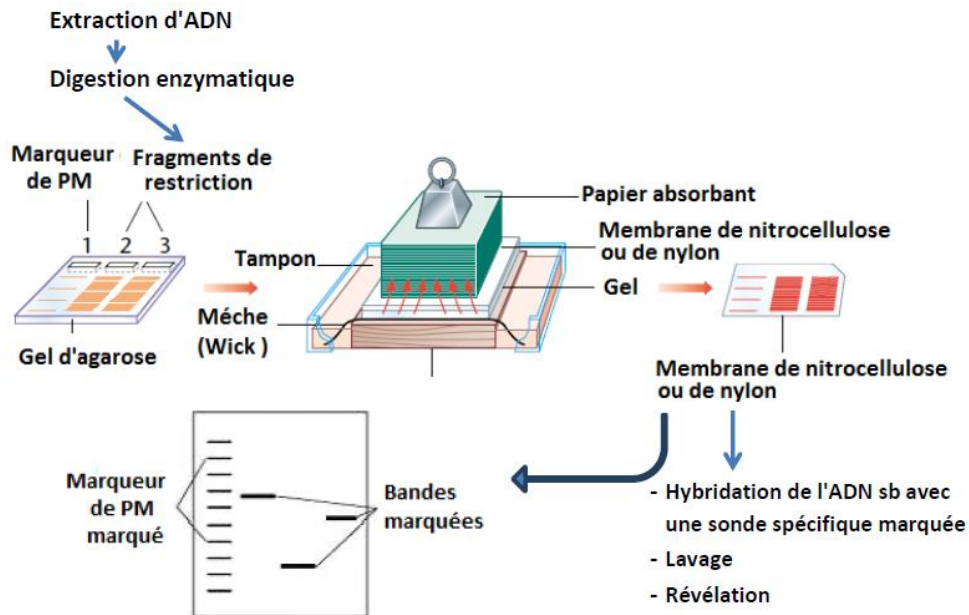 Extraction d'ADN
Digestion enzymatique
Marqueur
de PM
Fragments de
restriction
1 2 3
Gel d'agarose
Papier absorbant
Membrane de nitrocellulose
ou de nylon
Tampon
Gel
Méche
(Wick )
Membrane de nitrocellulose
ou de nylon
Marqueur
de PM
marqué
Bandes
marquées
- Hybridation de l'ADN sb avec
une sonde spécifique marquée
- Lavage
- Révélation